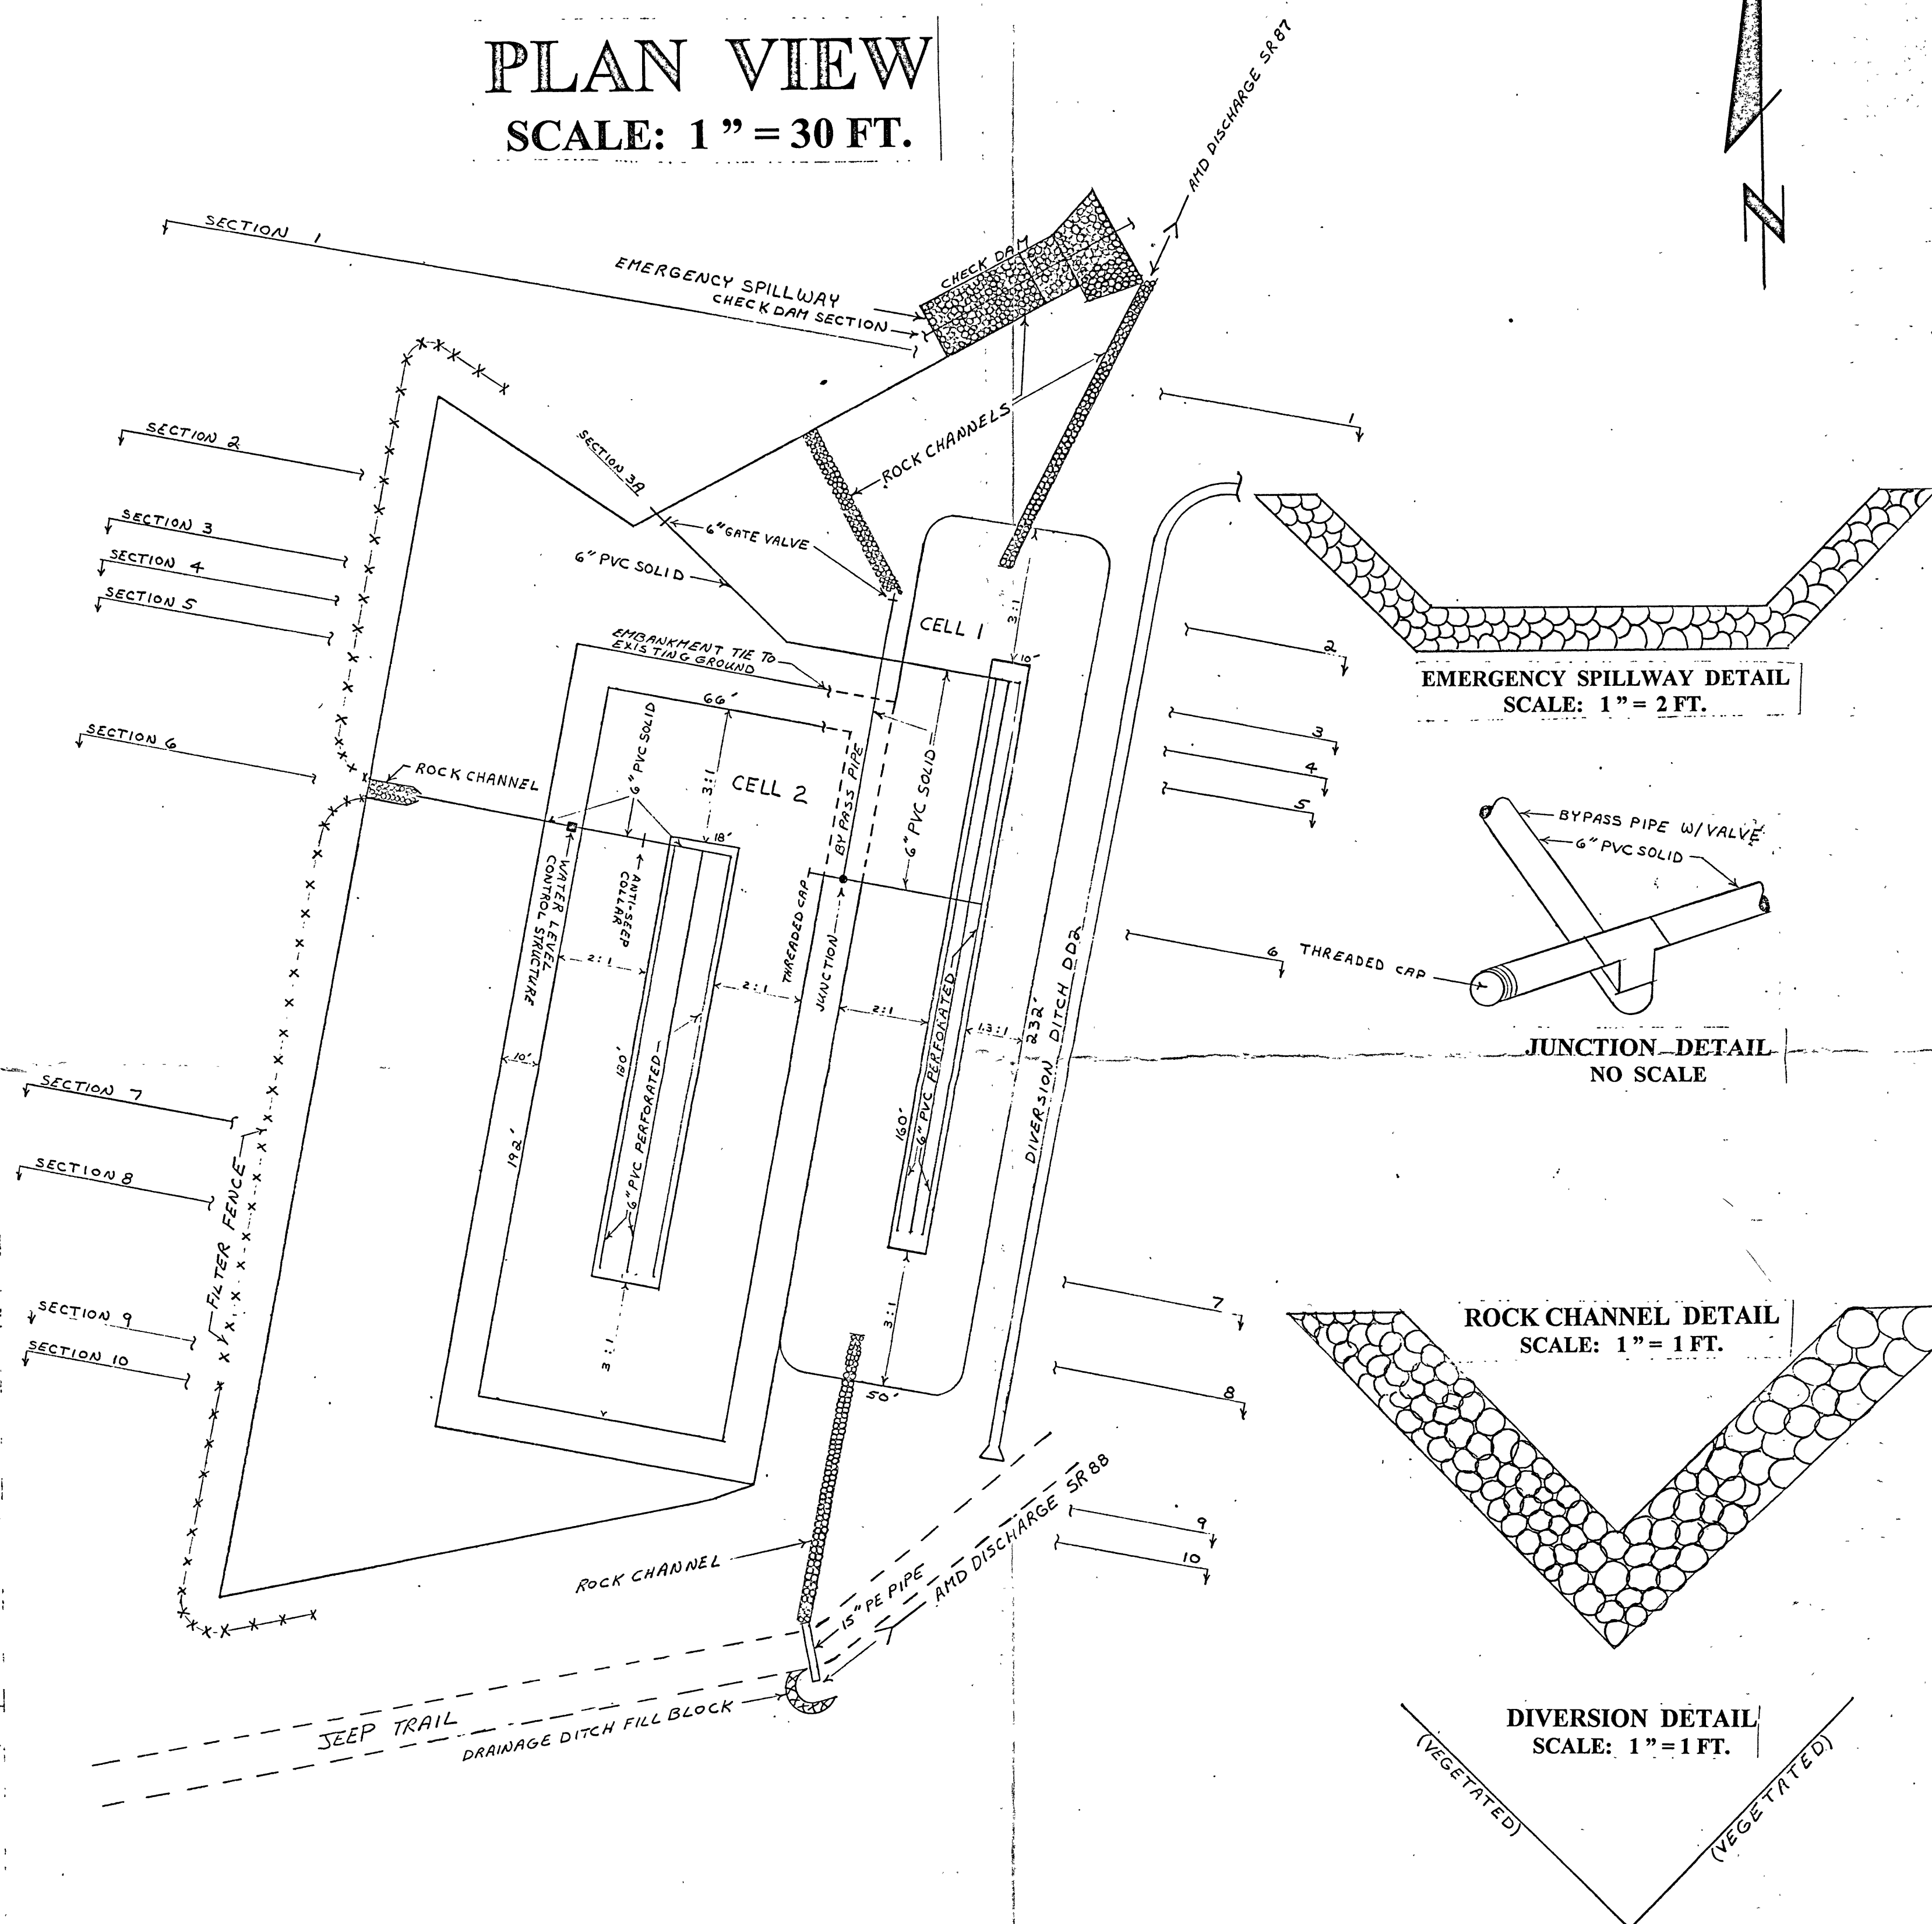 PLAN VIEW
SCALE: 1" = 30 FT.
AMD DISCHARGE SR87
N
SECTION 1
EMERGENCY SPILLWAY
CHECK DAM SECTION
CHECK DAM
SECTION 2
SECTION 3A
ROCK CHANNELS
1
SECTION 3
SECTION 4
SECTION 5
6" GATE VALVE
6" PVC SOLID
CELL 1
3:1
10'
2
EMERGENCY SPILLWAY DETAIL
SCALE: 1" = 2 FT.
EMBANKMENT TIE TO
EXISTING GROUND
66'
SECTION 6
ROCK CHANNEL
6" PVC SOLID
3:1
CELL 2
18'
BYPASS PIPE
6" PVC SOLID
3
4
5
BYPASS PIPE W/VALVE
6" PVC SOLID
THREADED CAP
JUNCTION DETAIL
NO SCALE
WATER LEVEL
CONTROL STRUCTURE
ANTI-SEEP
COLLAR
THREADED CAP
JUNCTION
2:1
2:1
2:1
1.3:1
232'
DIVERSION DITCH DD2
6
10'
192'
180'
6" PVC PERFORATED
160'
6" PVC PERFORATED
SECTION 7
SECTION 8
FILTER FENCE
SECTION 9
SECTION 10
3:1
3:1
50'
7
8
9
10
ROCK CHANNEL DETAIL
SCALE: 1" = 1 FT.
ROCK CHANNEL
15" PE PIPE
AMD DISCHARGE SR88
JEEP TRAIL
DRAINAGE DITCH FILL BLOCK
DIVERSION DETAIL
SCALE: 1" = 1 FT.
(VEGETATED)
(VEGETATED)